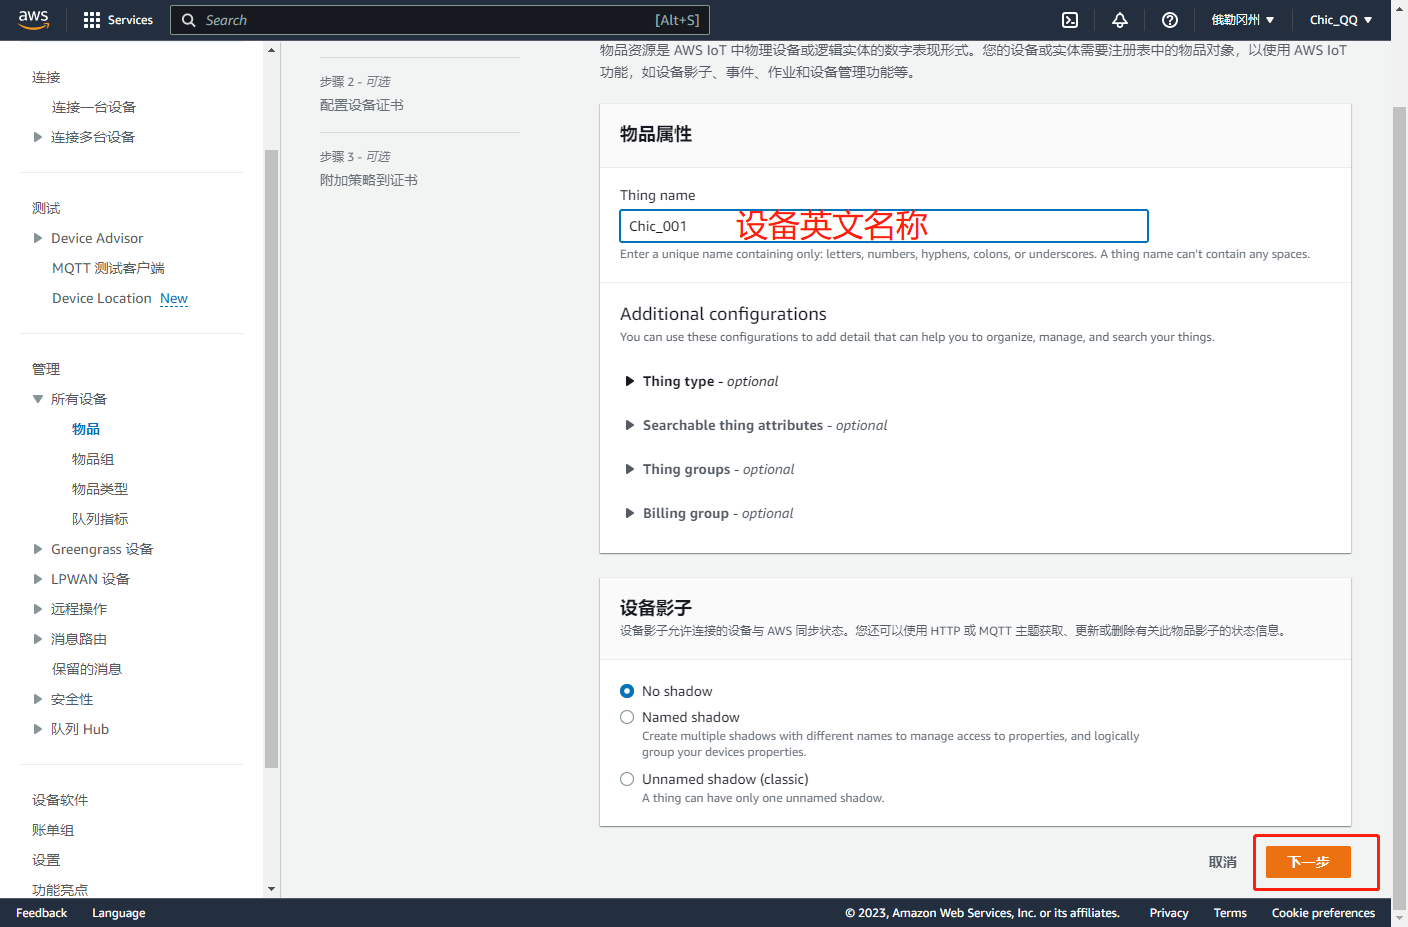 aws
Services
Search
[Alt+S]
俄勒冈州
Chic_QQ
连接
连接一台设备
连接多台设备
测试
Device Advisor
MQTT 测试客户端
Device Location New
管理
所有设备
物品
物品组
物品类型
队列指标
Greengrass 设备
LPWAN 设备
远程操作
消息路由
保留的消息
安全性
队列 Hub
设备软件
账单组
设置
功能亮点
步骤 2 - 可选
配置设备证书
步骤 3 - 可选
附加策略到证书
物品资源是 AWS IoT 中物理设备或逻辑实体的数字表现形式。您的设备或实体需要注册表中的物品对象，以使用 AWS IoT
功能，如设备影子、事件、作业和设备管理功能等。
物品属性
Thing name
Chic_001
设备英文名称
Enter a unique name containing only: letters, numbers, hyphens, colons, or underscores. A thing name can't contain any spaces.
Additional configurations
You can use these configurations to add detail that can help you to organize, manage, and search your things.
Thing type - optional
Searchable thing attributes - optional
Thing groups - optional
Billing group - optional
设备影子
设备影子允许连接的设备与 AWS 同步状态。您还可以使用 HTTP 或 MQTT 主题获取、更新或删除有关此物品影子的状态信息。
No shadow
Named shadow
Create multiple shadows with different names to manage access to properties, and logically
group your devices properties.
Unnamed shadow (classic)
A thing can have only one unnamed shadow.
取消
下一步
Feedback
Language
© 2023, Amazon Web Services, Inc. or its affiliates.
Privacy
Terms
Cookie preferences